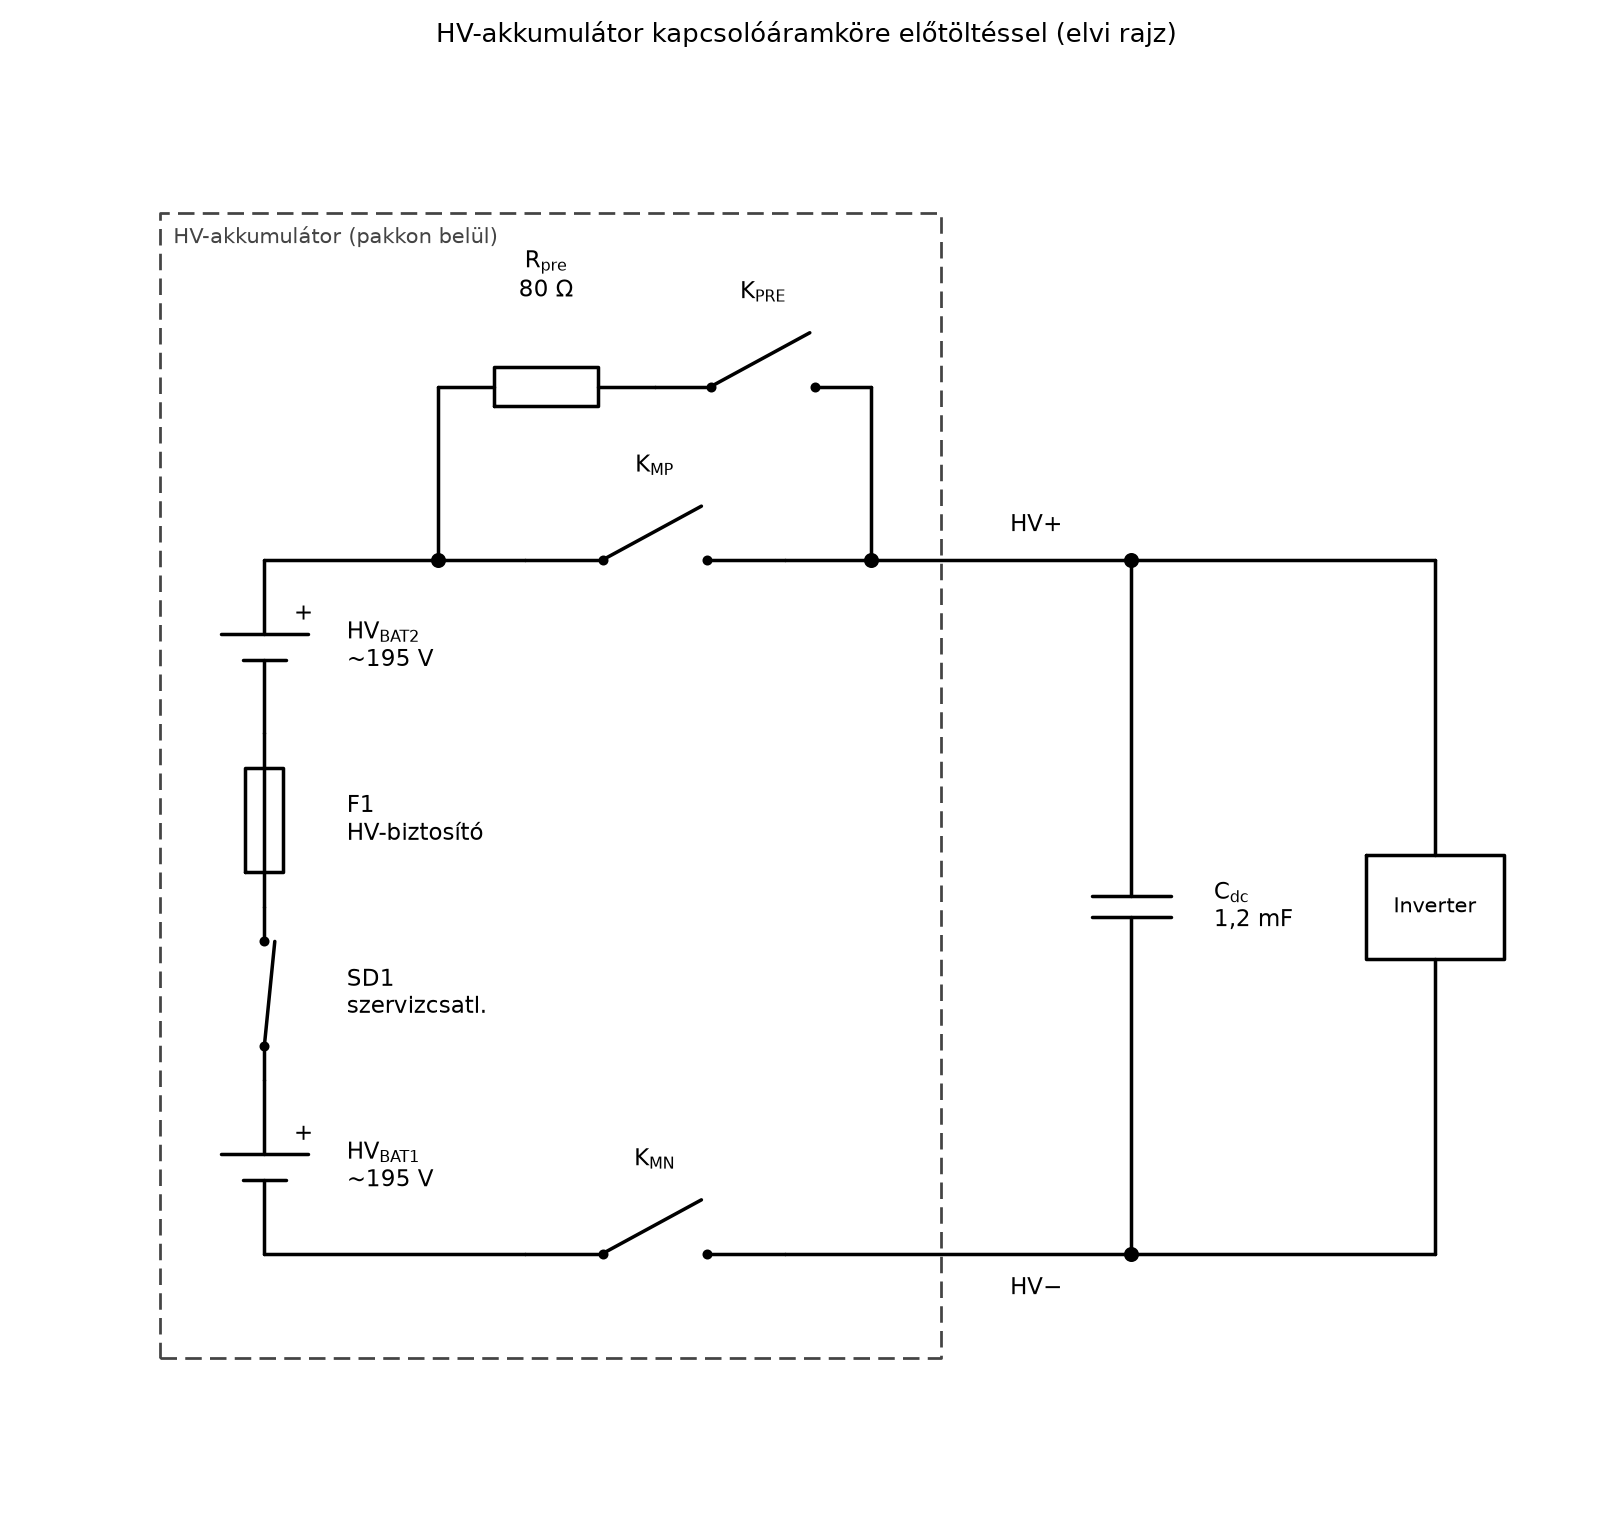 HV-akkumulátor kapcsolóáramköre előtöltéssel (elvi rajz)
HV-akkumulátor (pakkon belül)
Rpre
80 Ω
KPRE
KMP
HV+
+
HVBAT2
~195 V
F1
HV-biztosító
Cdc
1,2 mF
Inverter
SD1
szervizcsatl.
+
HVBAT1
~195 V
KMN
HV−